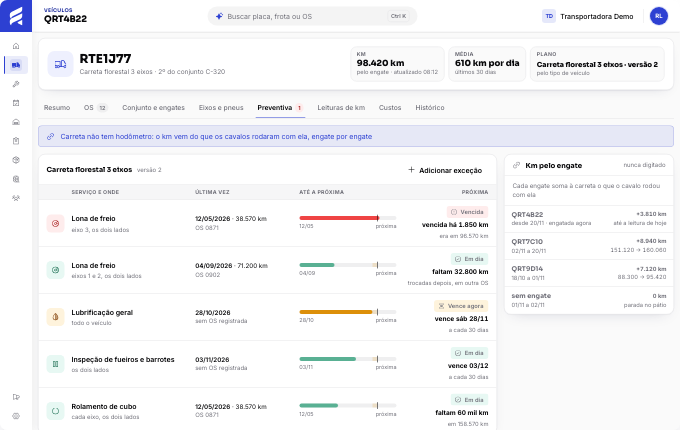 VEÍCULOS
QRT4B22
Buscar placa, frota ou OS
Ctrl K
TD
Transportadora Demo
RL
RTE1J77
Carreta florestal 3 eixos · 2º do conjunto C-320
KM
98.420 km
pelo engate · atualizado 08:12
MÉDIA
610 km por dia
últimos 30 dias
PLANO
Carreta florestal 3 eixos · versão 2
pelo tipo de veículo
Resumo
OS 12
Conjunto e engates
Eixos e pneus
Preventiva 1
Leituras de km
Custos
Histórico
Carreta não tem hodômetro: o km vem do que os cavalos rodaram com ela, engate por engate
Carreta florestal 3 eixos versão 2
Adicionar exceção
SERVIÇO E ONDE
ÚLTIMA VEZ
ATÉ A PRÓXIMA
PRÓXIMA
Lona de freio
eixo 3, os dois lados
12/05/2026 · 38.570 km
OS 0871
12/05
próxima
Vencida
vencida há 1.850 km
era em 96.570 km
Lona de freio
eixos 1 e 2, os dois lados
04/09/2026 · 71.200 km
OS 0902
04/09
próxima
Em dia
faltam 32.800 km
trocadas depois, em outra OS
Lubrificação geral
todo o veículo
28/10/2026
sem OS registrada
28/10
próxima
Vence agora
vence sáb 28/11
a cada 30 dias
Inspeção de fueiros e barrotes
os dois lados
03/11/2026
sem OS registrada
03/11
próxima
Em dia
vence 03/12
a cada 30 dias
Rolamento de cubo
cada eixo, os dois lados
12/05/2026 · 38.570 km
OS 0871
12/05
próxima
Em dia
faltam 60 mil km
em 158.570 km
Km pelo engate
nunca digitado
Cada engate soma à carreta o que o cavalo rodou
com ela
QRT4B22
desde 20/11 · engatada agora
+3.810 km
até a leitura de hoje
QRT7C10
02/11 a 20/11
+8.940 km
151.120 → 160.060
QRT9D14
18/10 a 01/11
+7.120 km
88.300 → 95.420
sem engate
01/11 a 02/11
0 km
parada no pátio